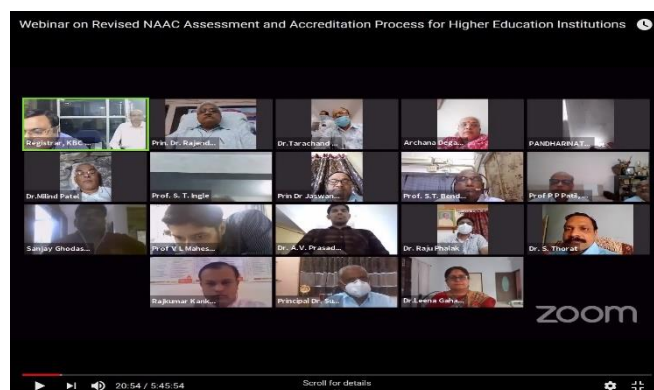 Webinar on Revised NAAC Assessment and Accreditation Process for Higher Education Institutions
Registrar, KBC ...
Prin. Dr. Rajend...
Dr.Tarachand ...
Archana Dega...
PANDHARINAT...
Dr.Milind Patel
Prof. S. T. Ingle
Prin Dr Jaswan...
Prof. S.T. Bend...
Prof P P Patil,...
Sanjay Ghodas...
Prof V L Mahes...
Dr. A.V. Prasad...
Dr. Raju Phalak
Dr. S. Thorat
Rajkumar Kank...
Principal Dr. Su...
Dr.Leena Gaha...
zoom
20:54 / 5:45:54
Scroll for details